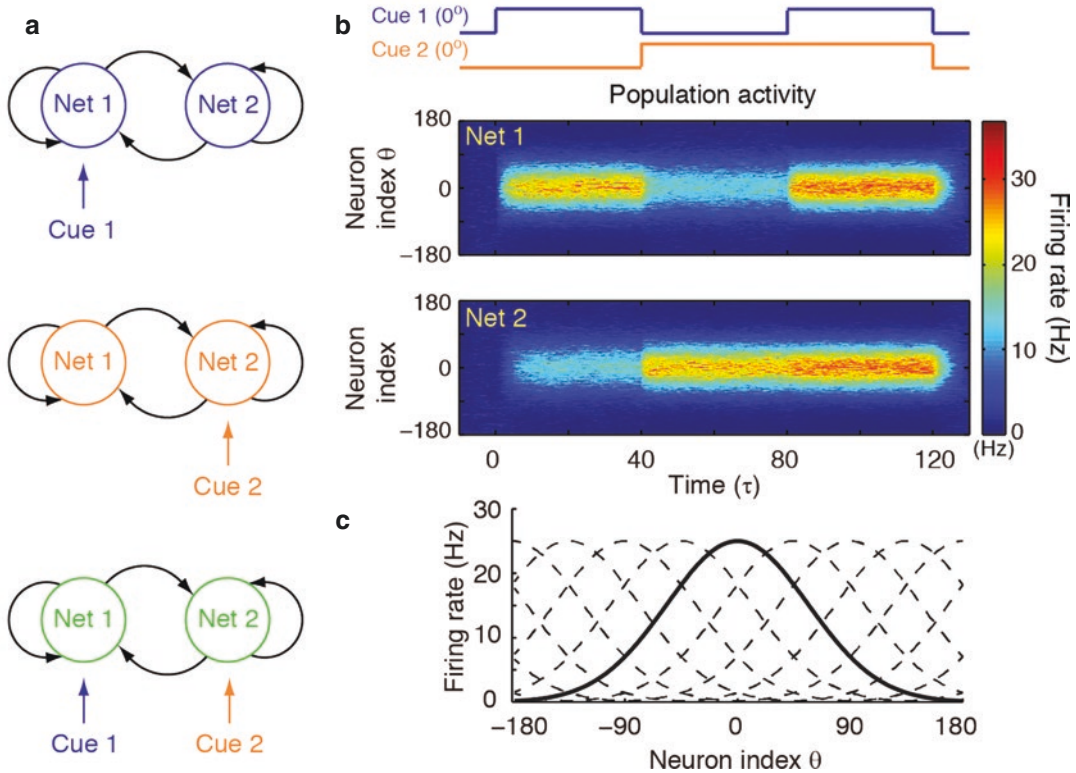 a
Net 1
Net 2
Cue 1
Net 1
Net 2
Cue 2
Net 1
Net 2
Cue 1
Cue 2
b
Cue 1 (0°)
Cue 2 (0°)
Population activity
Neuron
index θ
180
0
−180
Net 1
Neuron
index
180
0
−180
Net 2
0
40
80
120
Time (τ)
30
20
10
0
(Hz)
Firing rate (Hz)
c
Firing rate (Hz)
30
20
10
0
-180
-90
0
90
180
Neuron index θ